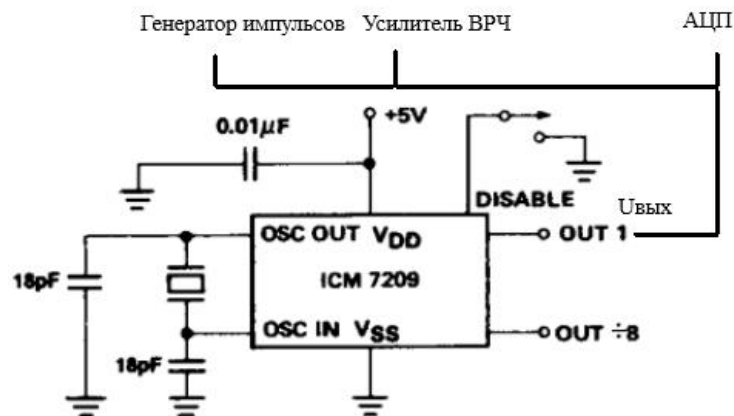 Генератор импульсов Усилитель ВРЧ АЦП
+5V
0.01µF
DISABLE
Uвых
OSC OUT VDD
OUT 1
18pF
ICM 7209
OSC IN VSS
OUT ÷8
18pF